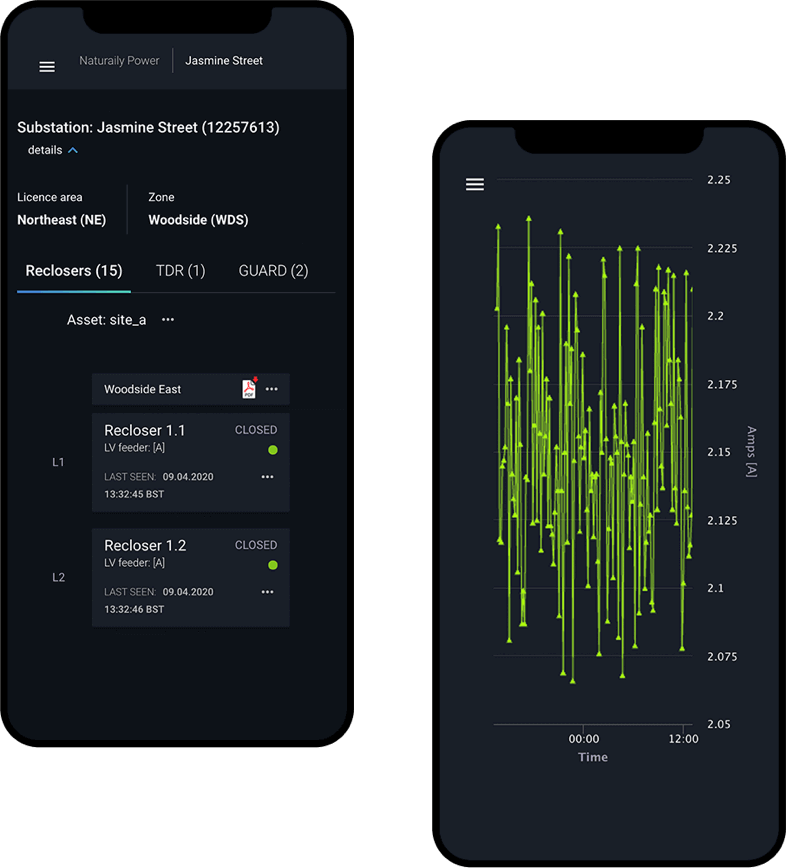 Naturaily Power
Jasmine Street
Substation: Jasmine Street (12257613)
details
Licence area
Zone
Northeast (NE)
Woodside (WDS)
Reclosers (15)
TDR (1)
GUARD (2)
Asset: site_a
Woodside East
PDF
L1
Recloser 1.1
CLOSED
LV feeder: [A]
LAST SEEN: 09.04.2020
13:32:45 BST
L2
Recloser 1.2
CLOSED
LV feeder: [A]
LAST SEEN: 09.04.2020
13:32:46 BST
2.25
2.225
2.2
2.175
2.15
2.125
2.1
2.075
2.05
Amps [A]
00:00
12:00
Time